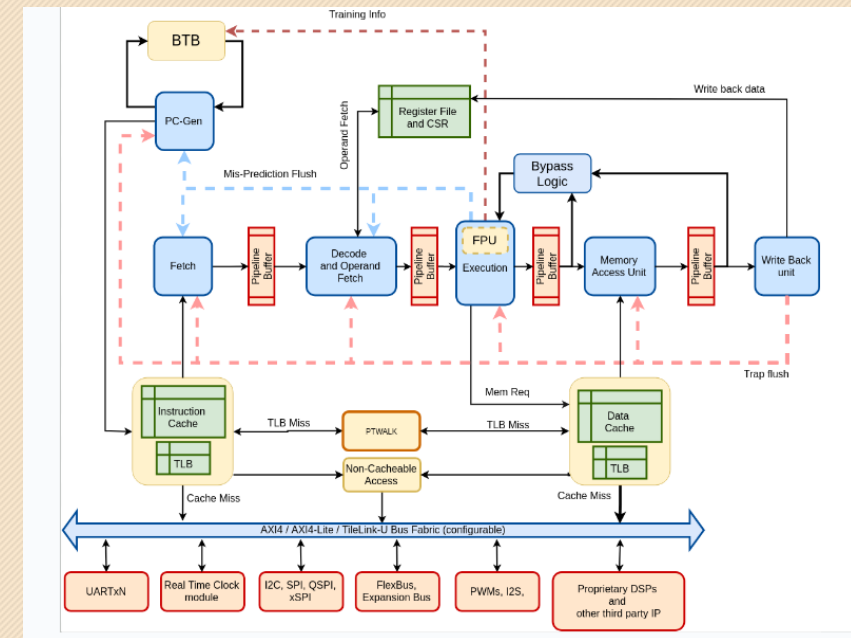 Training Info
BTB
PC-Gen
Operand Fetch
Register File
and CSR
Write back data
Mis-Prediction Flush
Bypass
Logic
Fetch
Pipeline
Buffer
Decode
and Operand
Fetch
Pipeline
Buffer
FPU
Execution
Pipeline
Buffer
Memory
Access Unit
Pipeline
Buffer
Write Back
unit
Trap flush
Mem Req
Instruction
Cache
TLB
TLB Miss
PTWALK
TLB Miss
Data
Cache
TLB
Non-Cacheable
Access
Cache Miss
Cache Miss
AXI4 / AXI4-Lite / TileLink-U Bus Fabric (configurable)
UARTxN
Real Time Clock
module
I2C, SPI, QSPI,
xSPI
FlexBus,
Expansion Bus
PWMs, I2S,
Proprietary DSPs
and
other third party IP